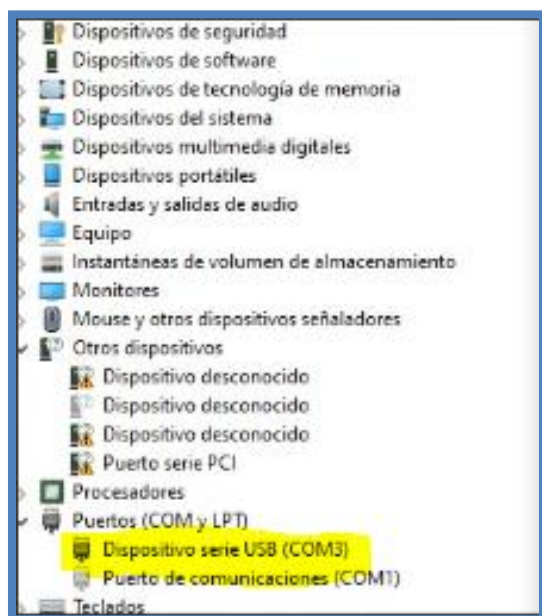 Dispositivos de seguridad
Dispositivos de software
Dispositivos de tecnología de memoria
Dispositivos del sistema
Dispositivos multimedia digitales
Dispositivos portátiles
Entradas y salidas de audio
Equipo
Instantáneas de volumen de almacenamiento
Monitores
Mouse y otros dispositivos señaladores
Otros dispositivos
Dispositivo desconocido
Dispositivo desconocido
Dispositivo desconocido
Puerto serie PCI
Procesadores
Puertos (COM y LPT)
Dispositivo serie USB (COM3)
Puerto de comunicaciones (COM1)
Teclados